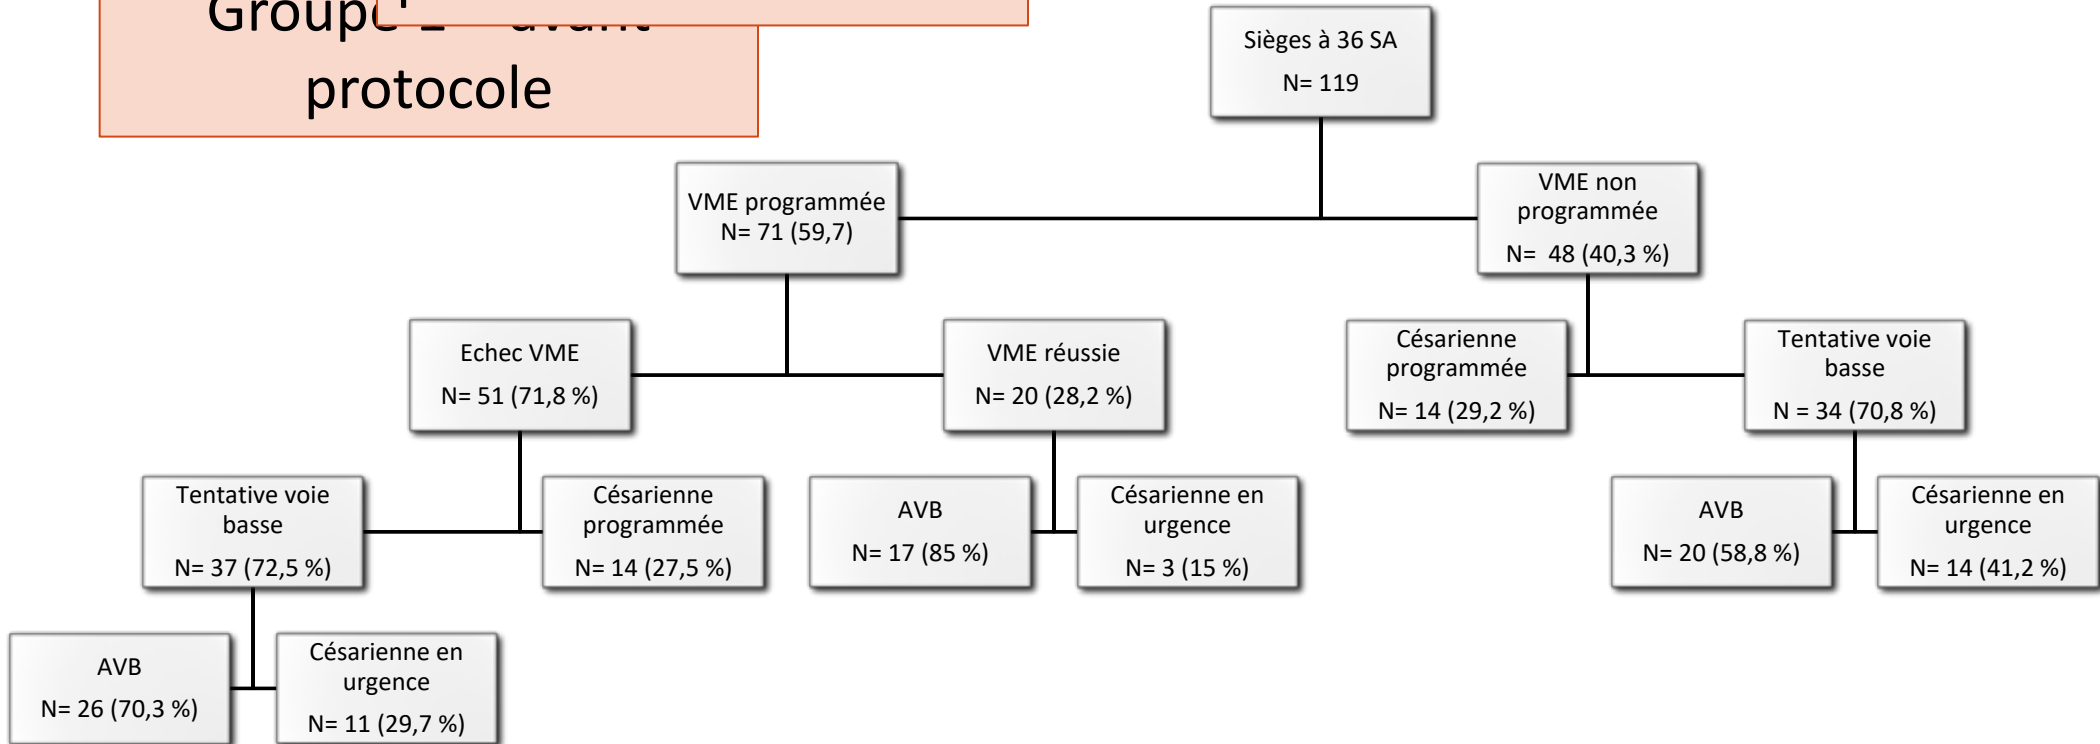 Groupe
protocole
Sièges à 36 SA
N= 119
VME programmée
N= 71 (59,7)
VME non
programmée
N= 48 (40,3 %)
Echec VME
N= 51 (71,8 %)
VME réussie
N= 20 (28,2 %)
Césarienne
programmée
N= 14 (29,2 %)
Tentative voie
basse
N = 34 (70,8 %)
Tentative voie
basse
N= 37 (72,5 %)
Césarienne
programmée
N= 14 (27,5 %)
AVB
N= 17 (85 %)
Césarienne en
urgence
N= 3 (15 %)
AVB
N= 20 (58,8 %)
Césarienne en
urgence
N= 14 (41,2 %)
AVB
N= 26 (70,3 %)
Césarienne en
urgence
N= 11 (29,7 %)